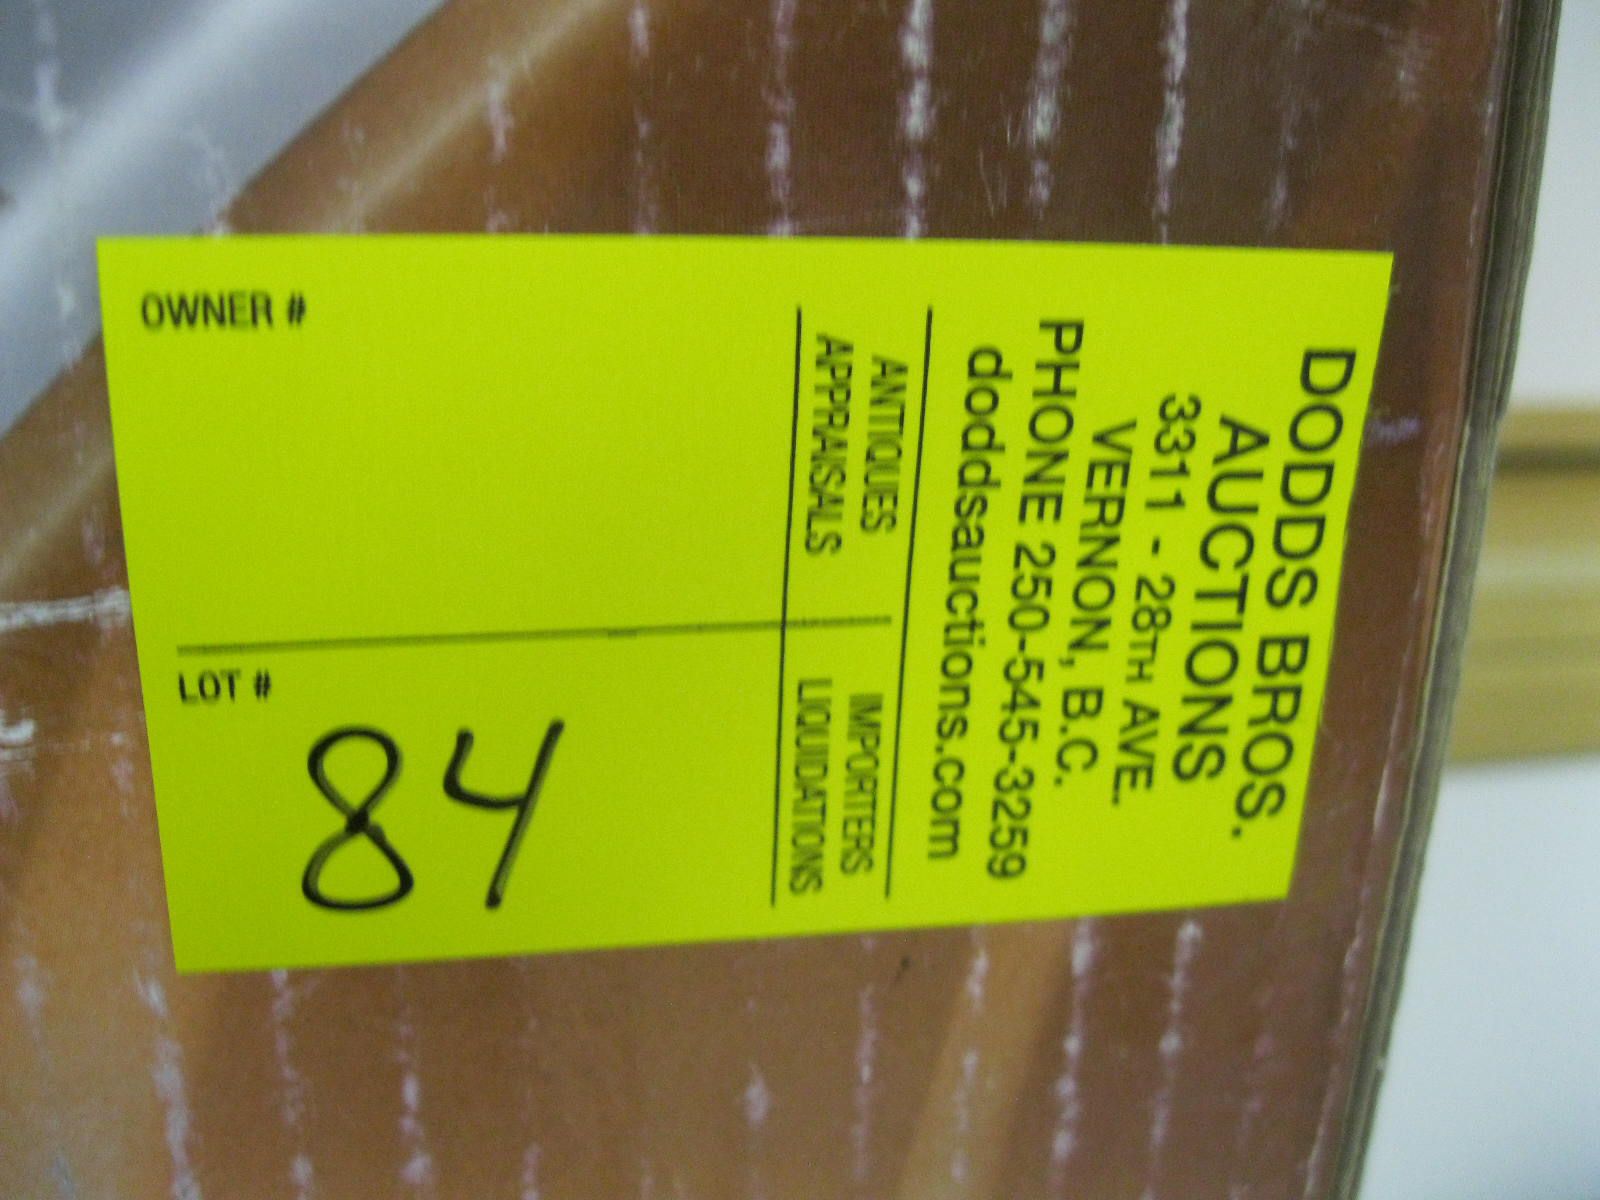 DODDS BROS.
AUCTIONS
3311 - 28TH AVE.
VERNON, B.C.
PHONE 250-545-3259
doddsauctions.com
ANTIQUES
APPRAISALS
IMPORTERS
LIQUIDATIONS
OWNER #
LOT #
84